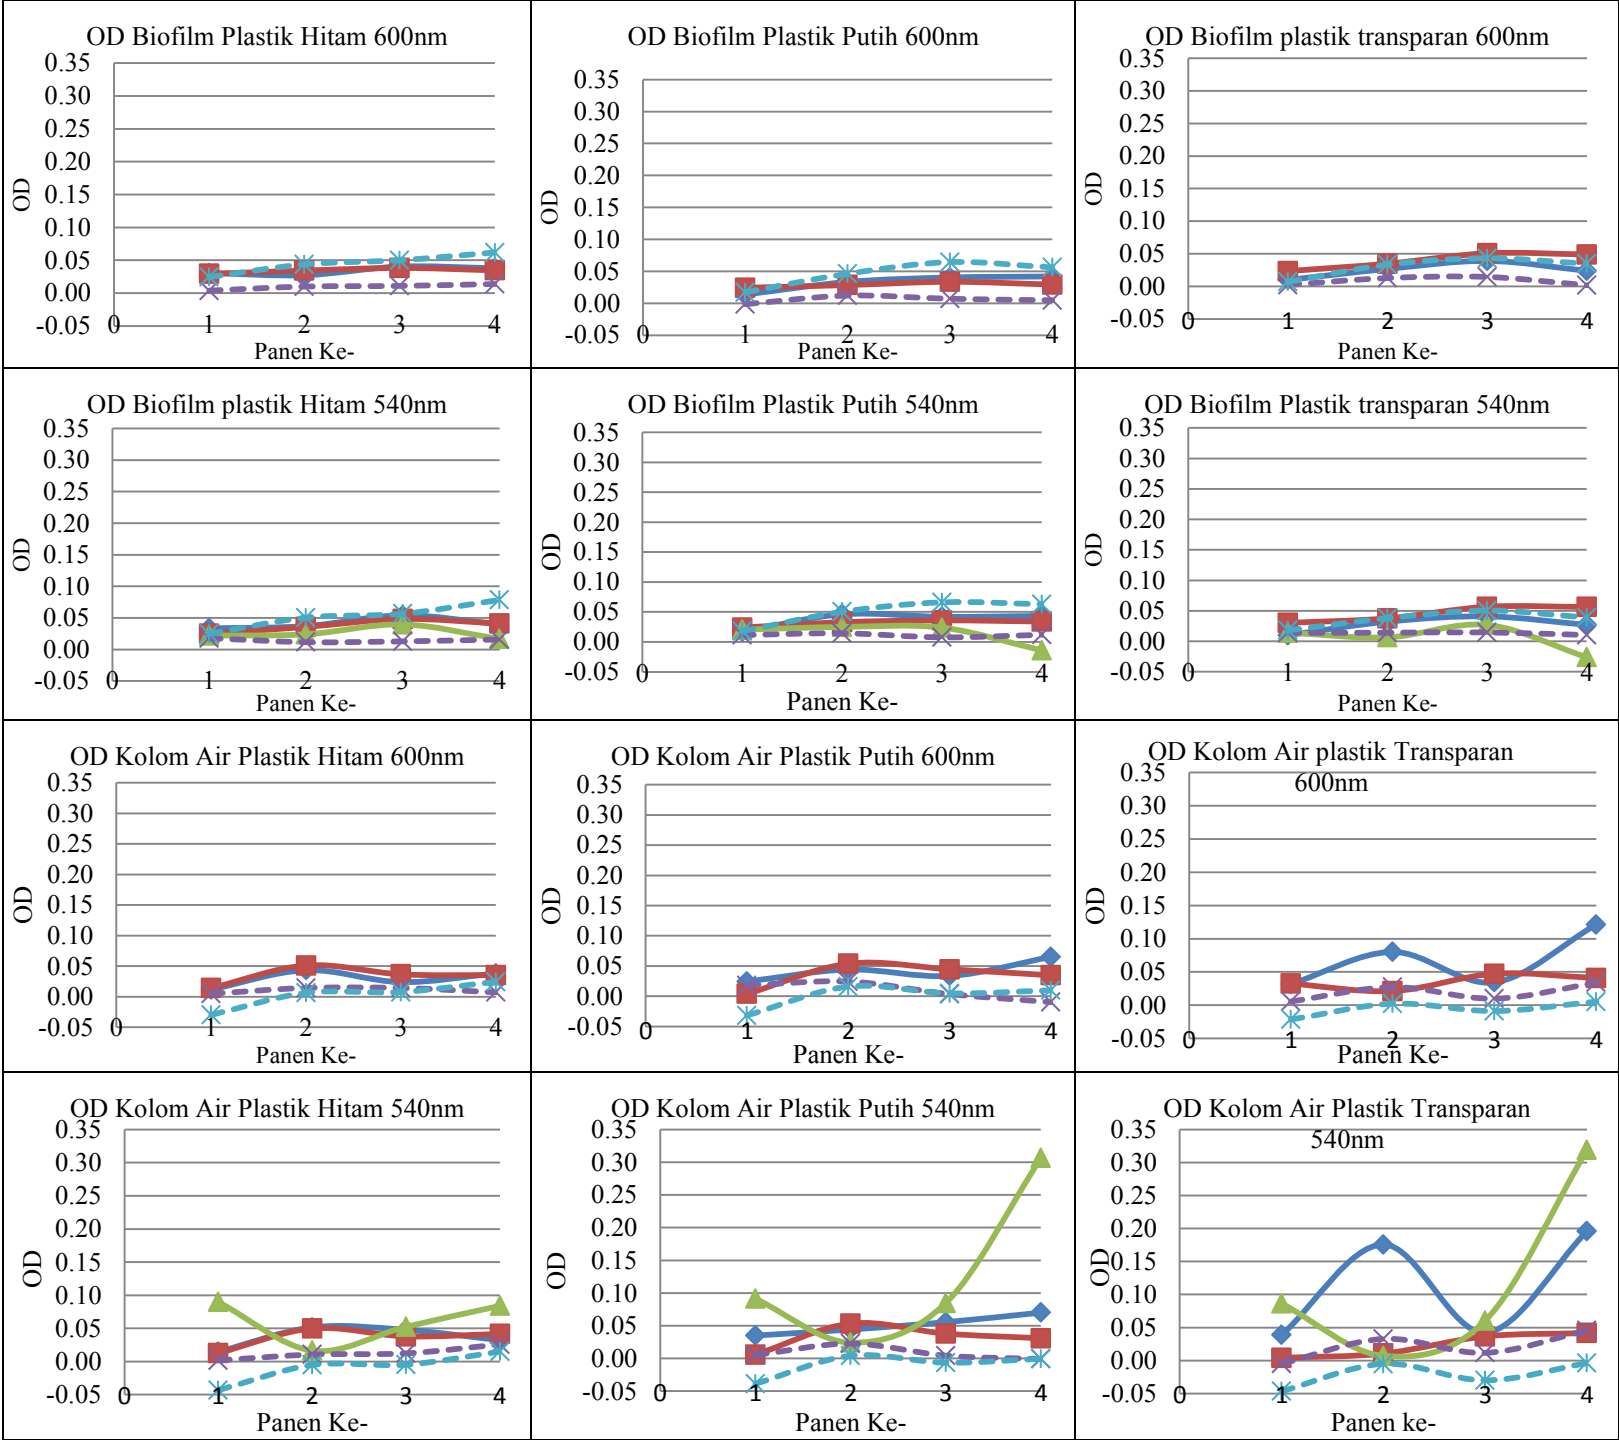 OD Biofilm Plastik Hitam 600nm
0.35
0.30
0.25
0.20
0.15
0.10
0.05
0.00
-0.05
OD
0 1 2 3 4
Panen Ke-
OD Biofilm Plastik Putih 600nm
0.35
0.30
0.25
0.20
0.15
0.10
0.05
0.00
-0.05
OD
0 1 2 3 4
Panen Ke-
OD Biofilm plastik transparan 600nm
0.35
0.30
0.25
0.20
0.15
0.10
0.05
0.00
-0.05
OD
0 1 2 3 4
Panen Ke-
OD Biofilm plastik Hitam 540nm
0.35
0.30
0.25
0.20
0.15
0.10
0.05
0.00
-0.05
OD
0 1 2 3 4
Panen Ke-
OD Biofilm Plastik Putih 540nm
0.35
0.30
0.25
0.20
0.15
0.10
0.05
0.00
-0.05
OD
0 1 2 3 4
Panen Ke-
OD Biofilm Plastik transparan 540nm
0.35
0.30
0.25
0.20
0.15
0.10
0.05
0.00
-0.05
OD
0 1 2 3 4
Panen Ke-
OD Kolom Air Plastik Hitam 600nm
0.35
0.30
0.25
0.20
0.15
0.10
0.05
0.00
-0.05
OD
0 1 2 3 4
Panen Ke-
OD Kolom Air Plastik Putih 600nm
0.35
0.30
0.25
0.20
0.15
0.10
0.05
0.00
-0.05
OD
0 1 2 3 4
Panen Ke-
OD Kolom Air plastik Transparan
600nm
0.35
0.30
0.25
0.20
0.15
0.10
0.05
0.00
-0.05
OD
0 1 2 3 4
Panen Ke-
OD Kolom Air Plastik Hitam 540nm
0.35
0.30
0.25
0.20
0.15
0.10
0.05
0.00
-0.05
OD
0 1 2 3 4
Panen Ke-
OD Kolom Air Plastik Putih 540nm
0.35
0.30
0.25
0.20
0.15
0.10
0.05
0.00
-0.05
OD
0 1 2 3 4
Panen Ke-
OD Kolom Air Plastik Transparan
540nm
0.35
0.30
0.25
0.20
0.15
0.10
0.05
0.00
-0.05
OD
0 1 2 3 4
Panen ke-